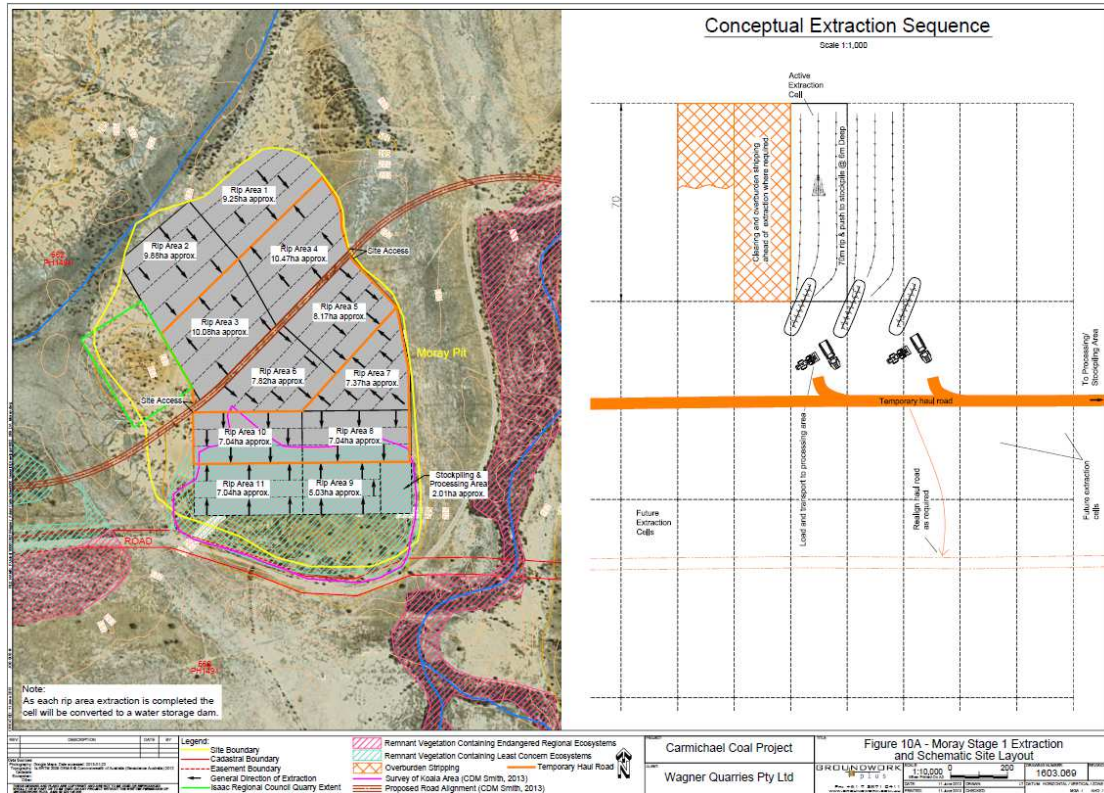 Conceptual Extraction Sequence
Scale 1:1,000
Rip Area 1
9.25ha approx.
Rip Area 2
9.88ha approx.
Rip Area 4
10.47ha approx.
Site Access
Rip Area 5
8.17ha approx.
Rip Area 3
10.08ha approx.
Moray Pit
Rip Area 6
7.82ha approx.
Rip Area 7
7.37ha approx.
Site Access
Rip Area 10
7.04ha approx.
Rip Area 8
7.04ha approx.
Rip Area 11
7.04ha approx.
Rip Area 9
5.03ha approx.
Stockpiling &
Processing Area
2.01ha approx.
ROAD
Note:
As each rip area extraction is completed the
cell will be converted to a water storage dam.
Active
Extraction
Cell
70
Clearing and overburden stripping
ahead of extraction where required
70m rip & push to stockpile @ 6m Deep
To Processing/
Stockpiling Area
Temporary haul road
Load and transport to processing area
Realign haul road
as required
Future
Extraction
Cells
Future extraction
cells
REV
DESCRIPTION
DATE
BY
Legend:
Site Boundary
Cadastral Boundary
Easement Boundary
General Direction of Extraction
Isaac Regional Council Quarry Extent
Remnant Vegetation Containing Endangered Regional Ecosystems
Remnant Vegetation Containing Least Concern Ecosystems
Overburden Stripping
Temporary Haul Road
Survey of Koala Area (CDM Smith, 2013)
Proposed Road Alignment (CDM Smith, 2013)
N
PROJECT
Carmichael Coal Project
CLIENT
Wagner Quarries Pty Ltd
TITLE
Figure 10A - Moray Stage 1 Extraction
and Schematic Site Layout
GROUNDWORK
plus
SCALE
1:10,000
0
200
DRAWING NUMBER
1603.069